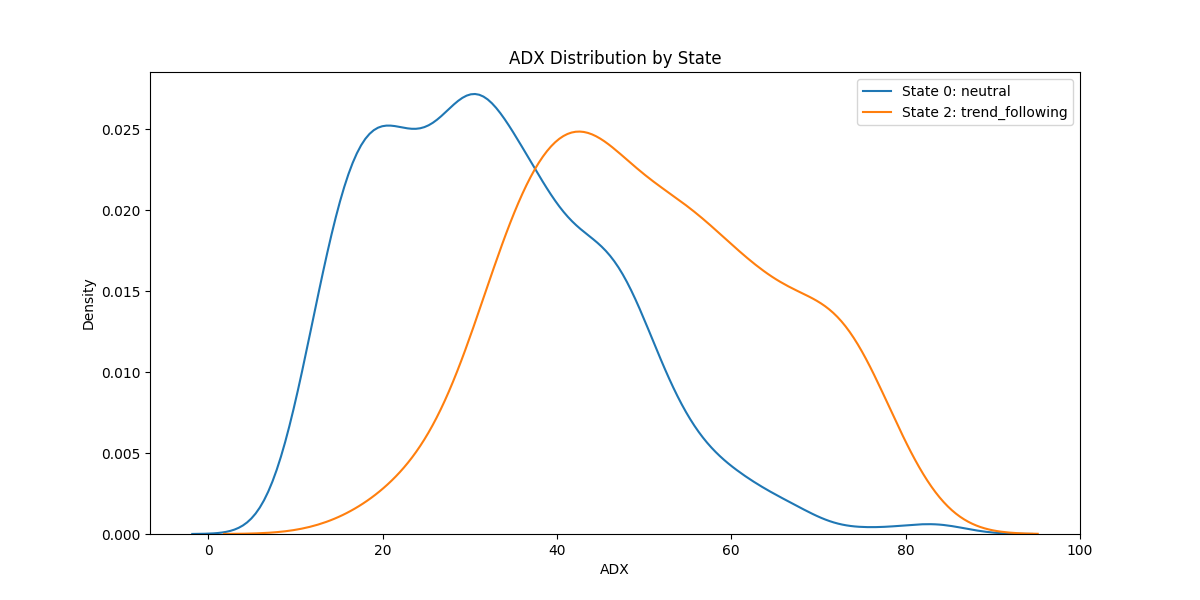 ADX Distribution by State
State 0: neutral
State 2: trend_following
Density
0.025
0.020
0.015
0.010
0.005
0.000
0 20 40 60 80 100
ADX